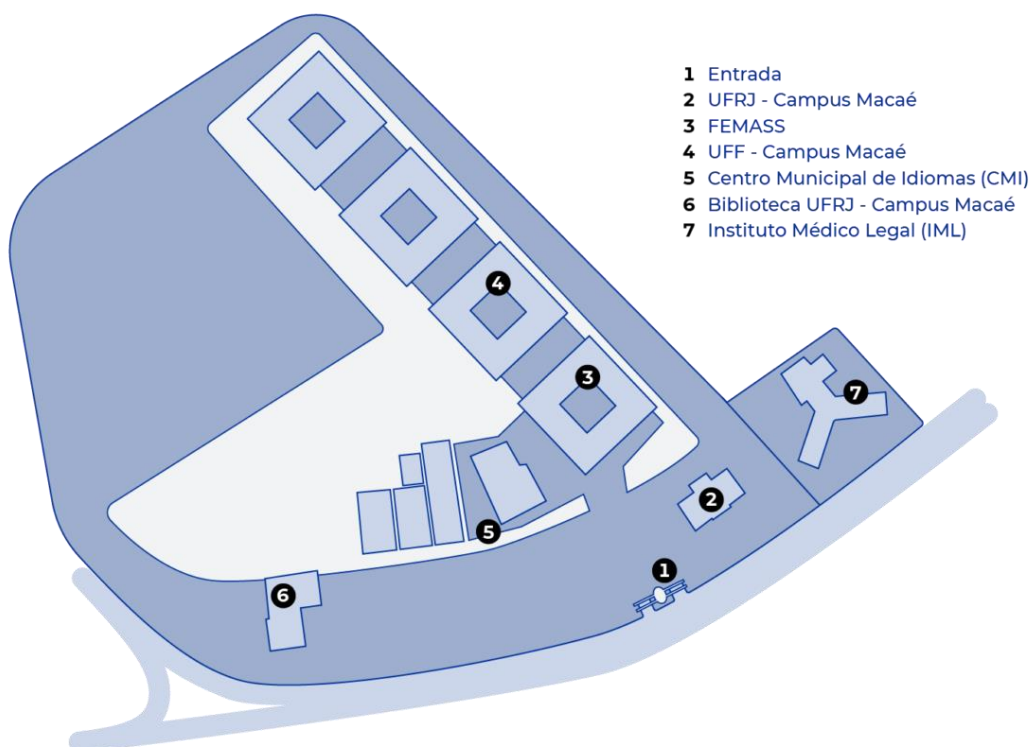 1 Entrada
2 UFRJ - Campus Macaé
3 FEMASS
4 UFF - Campus Macaé
5 Centro Municipal de Idiomas (CMI)
6 Biblioteca UFRJ - Campus Macaé
7 Instituto Médico Legal (IML)
4
3
7
2
5
1
6